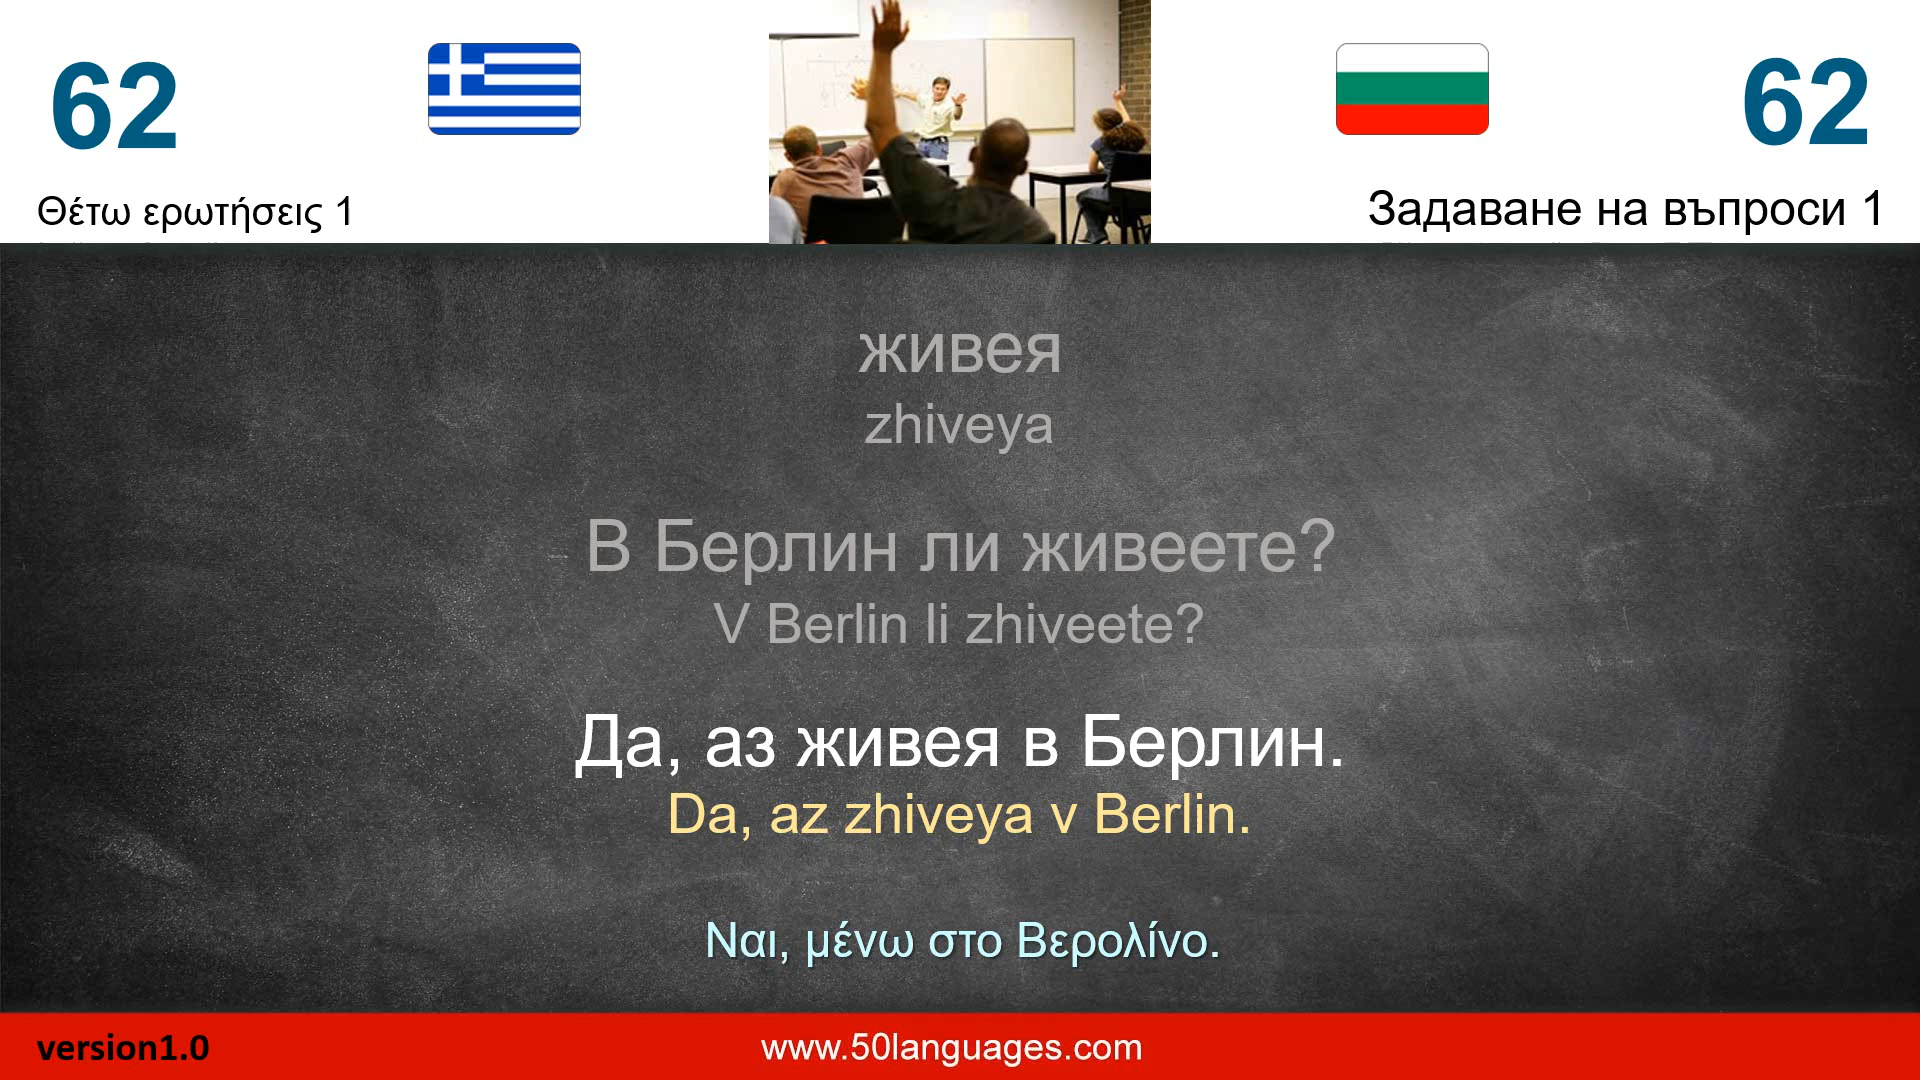 62
62
Θέτω ερωτήσεις 1
Задаване на въпроси 1
живея
zhiveya
В Берлин ли живеете?
V Berlin li zhiveete?
Да, аз живея в Берлин.
Da, az zhiveya v Berlin.
Ναι, μένω στο Βερολίνο.
version1.0
www.50languages.com